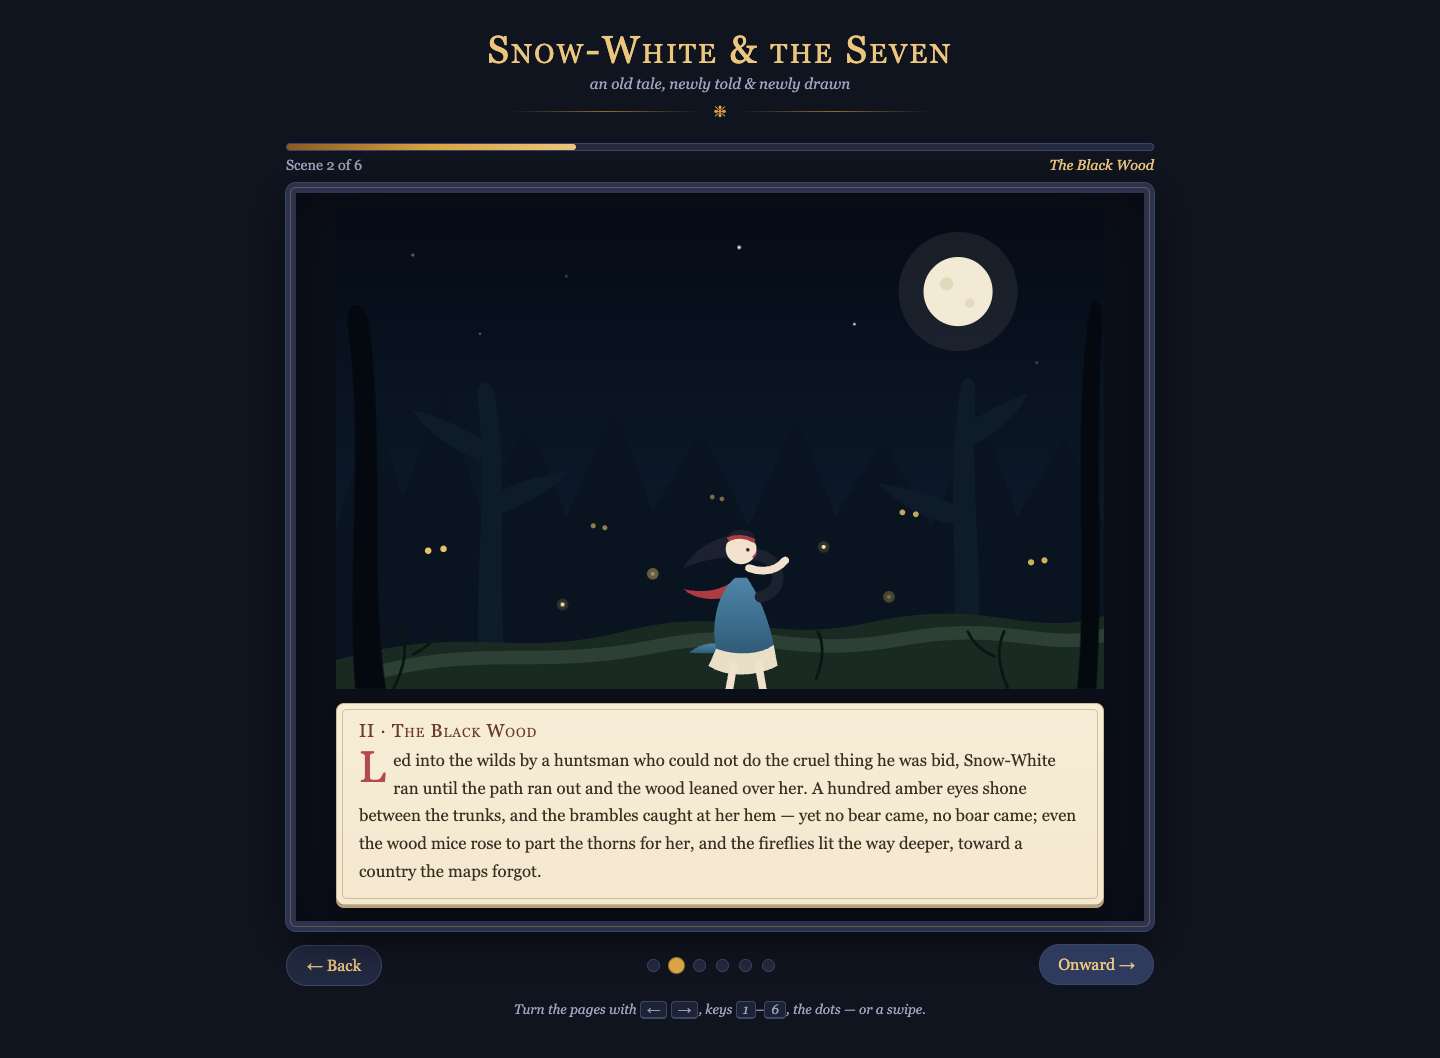 Snow-White & the Seven
an old tale, newly told & newly drawn
Scene 2 of 6
The Black Wood
II · The Black Wood
Led into the wilds by a huntsman who could not do the cruel thing he was bid, Snow-White
ran until the path ran out and the wood leaned over her. A hundred amber eyes shone
between the trunks, and the brambles caught at her hem — yet no bear came, no boar came; even
the wood mice rose to part the thorns for her, and the fireflies lit the way deeper, toward a
country the maps forgot.
← Back
Onward →
Turn the pages with ← →, keys 1–6, the dots — or a swipe.